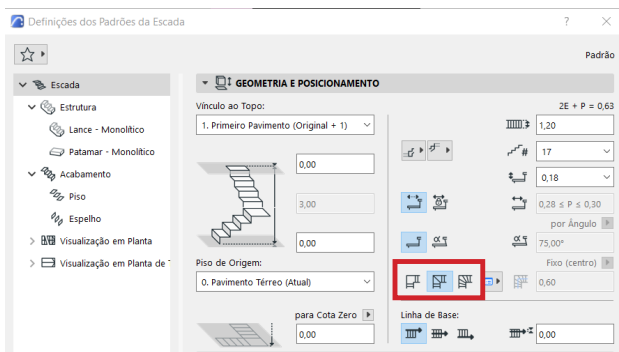 Definições dos Padrões da Escada
?
Padrão
Escada
Estrutura
Lance - Monolítico
Patamar - Monolítico
Acabamento
Piso
Espelho
Visualização em Planta
Visualização em Planta de
GEOMETRIA E POSICIONAMENTO
Vínculo ao Topo:
2E + P = 0,63
1. Primeiro Pavimento (Original + 1)
1,20
0,00
# 17
0,18
3,00
0,28 ≤ P ≤ 0,30
por Ângulo
0,00
α α α 75,00°
Piso de Origem:
Fixo (centro)
0. Pavimento Térreo (Atual)
0,60
para Cota Zero
Linha de Base:
0,00
0,00